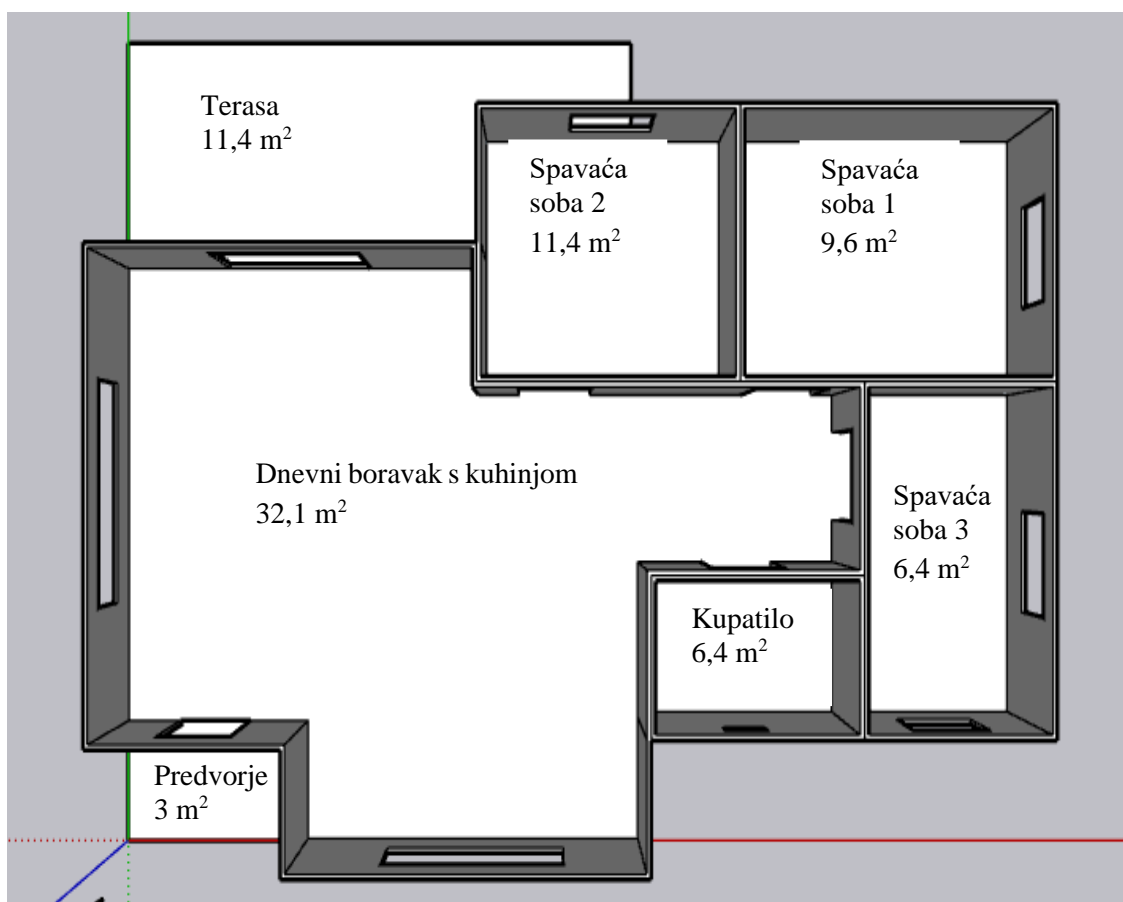 Terasa
11,4 m²
Spavaća
soba 2
11,4 m²
Spavaća
soba 1
9,6 m²
Dnevni boravak s kuhinjom
32,1 m²
Spavaća
soba 3
6,4 m²
Kupatilo
6,4 m²
Predvorje
3 m²